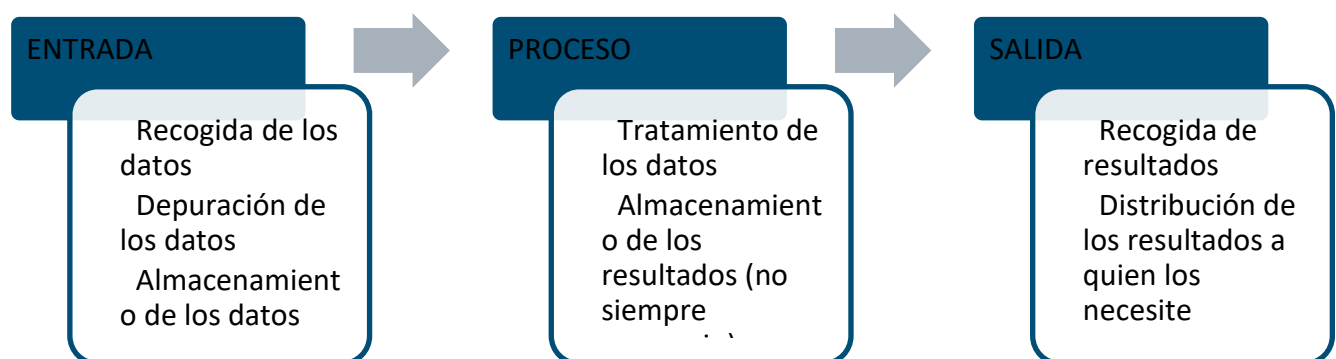 ENTRADA
Recogida de los
datos
Depuración de
los datos
Almacenamient
o de los datos
PROCESO
Tratamiento de
los datos
Almacenamient
o de los
resultados (no
siempre
SALIDA
Recogida de
resultados
Distribución de
los resultados a
quien los
necesite